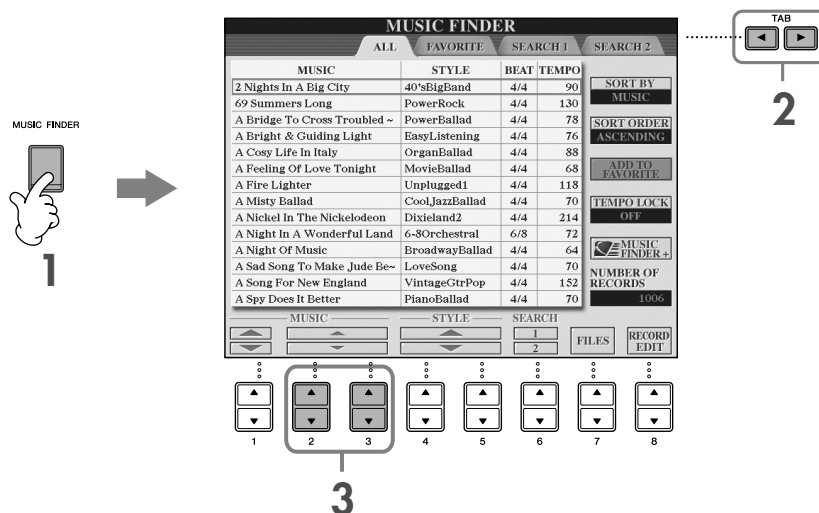 MUSIC FINDER
ALL FAVORITE SEARCH 1 SEARCH 2
MUSIC STYLE BEAT TEMPO
2 Nights In A Big City 40'sBigBand 4/4 90
69 Summers Long PowerRock 4/4 130
A Bridge To Cross Troubled ~ PowerBallad 4/4 78
A Bright & Guiding Light EasyListening 4/4 76
A Cosy Life In Italy OrganBallad 4/4 88
A Feeling Of Love Tonight MovieBallad 4/4 68
A Fire Lighter Unplugged1 4/4 118
A Misty Ballad CoolJazzBallad 4/4 70
A Nickel In The Nickelodeon Dixieland2 4/4 214
A Night In A Wonderful Land 6-8Orchestral 6/8 72
A Night Of Music BroadwayBallad 4/4 64
A Sad Song To Make Jude Be~ LoveSong 4/4 70
A Song For New England VintageGtrPop 4/4 152
A Spy Does It Better PianoBallad 4/4 70
SORT BY
MUSIC
SORT ORDER
ASCENDING
ADD TO
FAVORITE
TEMPO LOCK
OFF
MUSIC
FINDER +
NUMBER OF
RECORDS
1006
MUSIC STYLE SEARCH
1
2
FILES
RECORD
EDIT
TAB
2
MUSIC FINDER
1
1 2 3 4 5 6 7 8
3